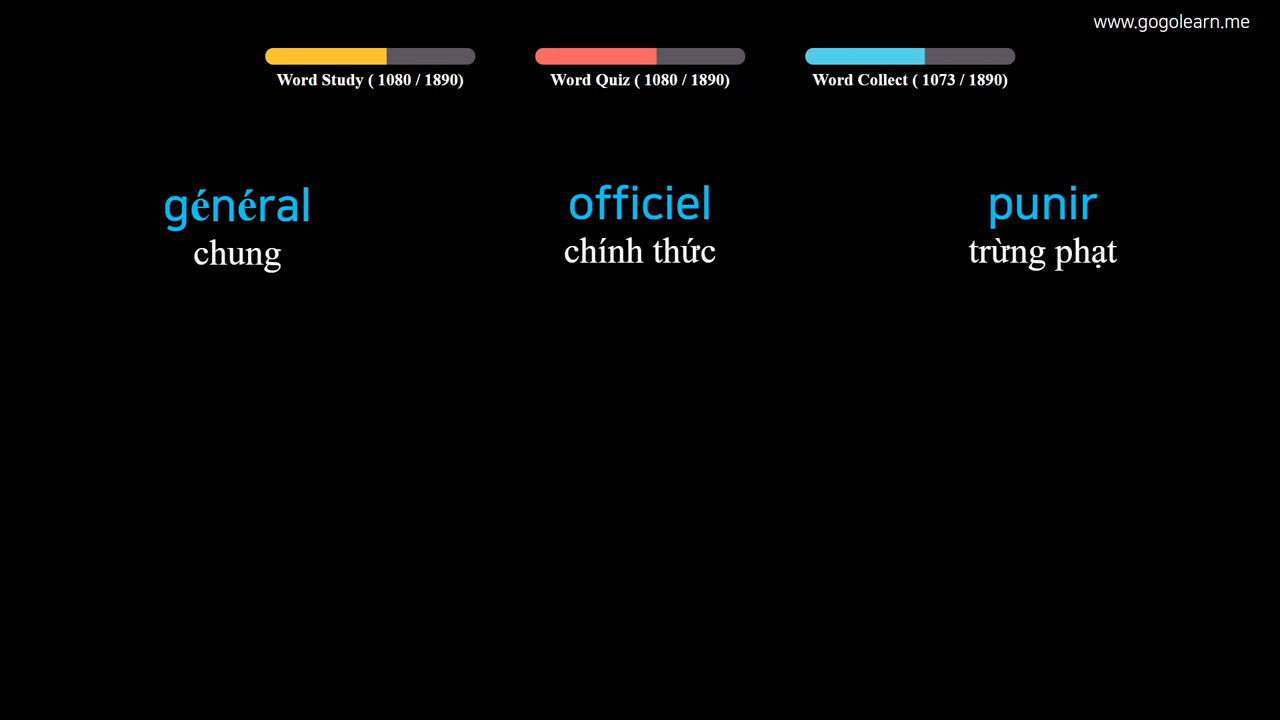 www.gogolearn.me
Word Study ( 1080 / 1890)
Word Quiz ( 1080 / 1890)
Word Collect ( 1073 / 1890)
général
chung
officiel
chính thức
punir
trừng phạt